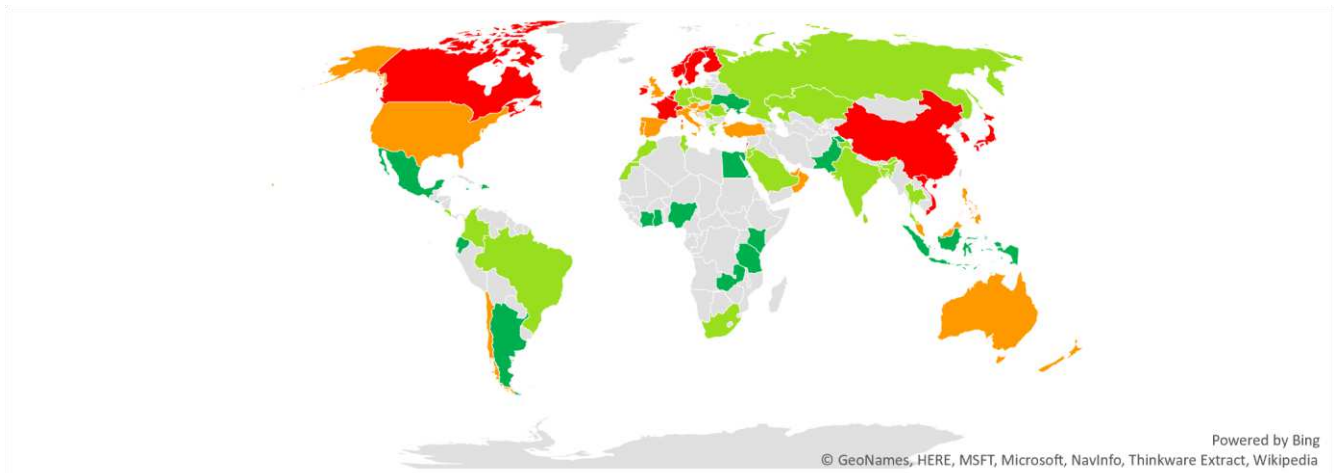 Powered by Bing
© GeoNames, HERE, MSFT, Microsoft, NavInfo, Thinkware Extract, Wikipedia